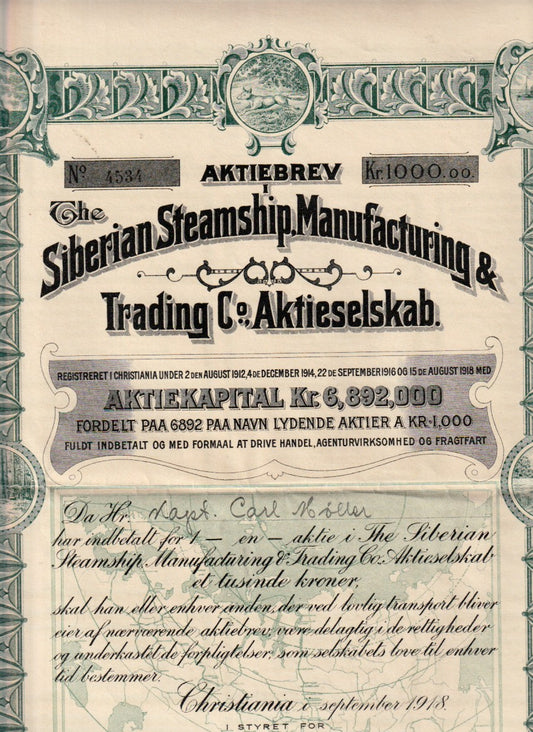 Nº 4534
AKTIEBREV
Kr. 1000.00.
I
The
Siberian Steamship, Manufacturing &
Trading Co., Aktieselskab.
REGISTRERET I CHRISTIANIA UNDER 2 DEN AUGUST 1912, 4 DE DECEMBER 1914, 22 DE SEPTEMBER 1916 OG 15 DE AUGUST 1918 MED
AKTIEKAPITAL Kr. 6,892,000
FORDELT PAA 6892 PAA NAVN LYDENDE AKTIER A KR. 1,000
FULDT INDBETALT OG MED FORMAAL AT DRIVE HANDEL, AGENTURVIRKSOMHED OG FRAGTFART
Da Hr. Kapt. Carl Möller
har indbetalt for 1 — en — aktie i The Siberian
Steamship, Manufacturing & Trading Co. Aktieselskab
et tusinde kroner,
skal han eller enhver anden, der ved lovlig transport bliver
eier af nærværende aktiebrev, være delagtig i de rettigheder
og underkastet de forpligtelser, som selskabets love til enhver
tid bestemmer.
Christiania i september 1918.
I STYRET FOR